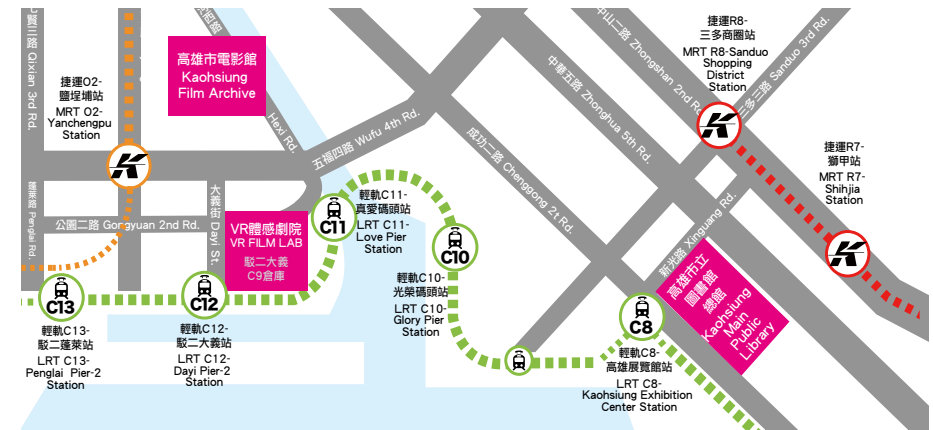 七賢三路 Qixian 3rd Rd.
捷運O2-
鹽埕埔站
MRT O2-
Yanchengpu
Station
高雄市電影館
Kaohsiung
Film Archive
Hexi Rd.
五福四路 Wufu 4th Rd.
中山二路 Zhongshan 2nd Rd.
中華五路 Zhonghua 5th Rd.
成功二路 Chenggong 2t Rd.
三多三路 Sanduo 3rd Rd.
捷運R8-
三多商圈站
MRT R8-Sanduo
Shopping
District
Station
捷運R7-
獅甲站
MRT R7-
Shihjia
Station
蓬萊路 Penglai Rd.
公園二路 Gongyuan 2nd Rd.
大義街 Dayi St.
VR體感劇院
VR FILM LAB
駁二大義
C9倉庫
C11
輕軌C11-
真愛碼頭站
LRT C11-
Love Pier
Station
C10
輕軌C10-
光榮碼頭站
LRT C10-
Glory Pier
Station
新光路 Xinguang Rd.
高雄市立
圖書館
總館
Kaohsiung
Main
Public
Library
C13
輕軌C13-
駁二蓬萊站
LRT C13-
Penglai Pier-2
Station
C12
輕軌C12-
駁二大義站
LRT C12-
Dayi Pier-2
Station
C8
輕軌C8-
高雄展覽館站
LRT C8-
Kaohsiung Exhibition
Center Station